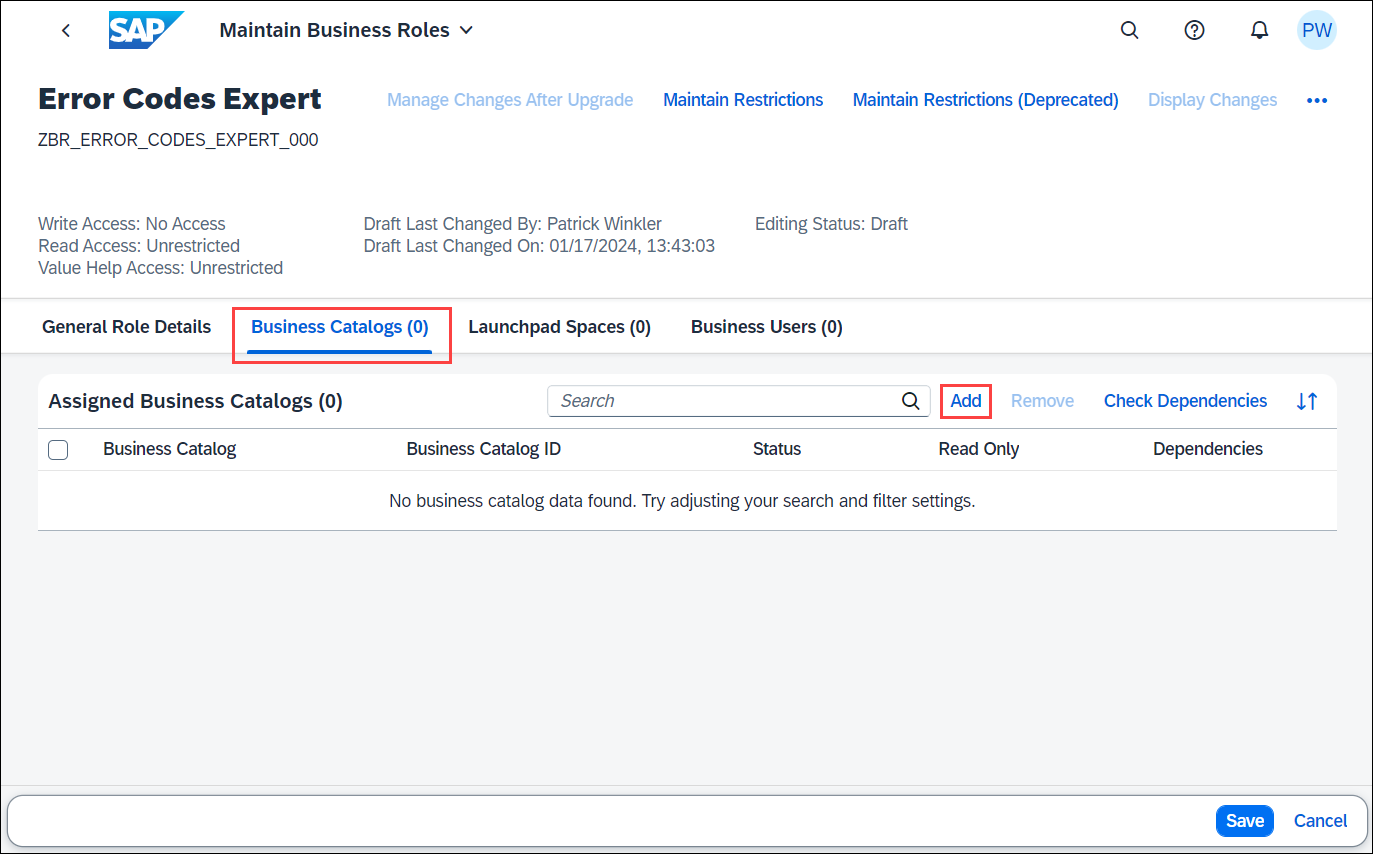 SAP Maintain Business Roles PW
Error Codes Expert Manage Changes After Upgrade Maintain Restrictions Maintain Restrictions (Deprecated) Display Changes
ZBR_ERROR_CODES_EXPERT_000
Write Access: No Access Draft Last Changed By: Patrick Winkler Editing Status: Draft
Read Access: Unrestricted Draft Last Changed On: 01/17/2024, 13:43:03
Value Help Access: Unrestricted
General Role Details Business Catalogs (0) Launchpad Spaces (0) Business Users (0)
Assigned Business Catalogs (0) Search Add Remove Check Dependencies
Business Catalog Business Catalog ID Status Read Only Dependencies
No business catalog data found. Try adjusting your search and filter settings.
Save Cancel